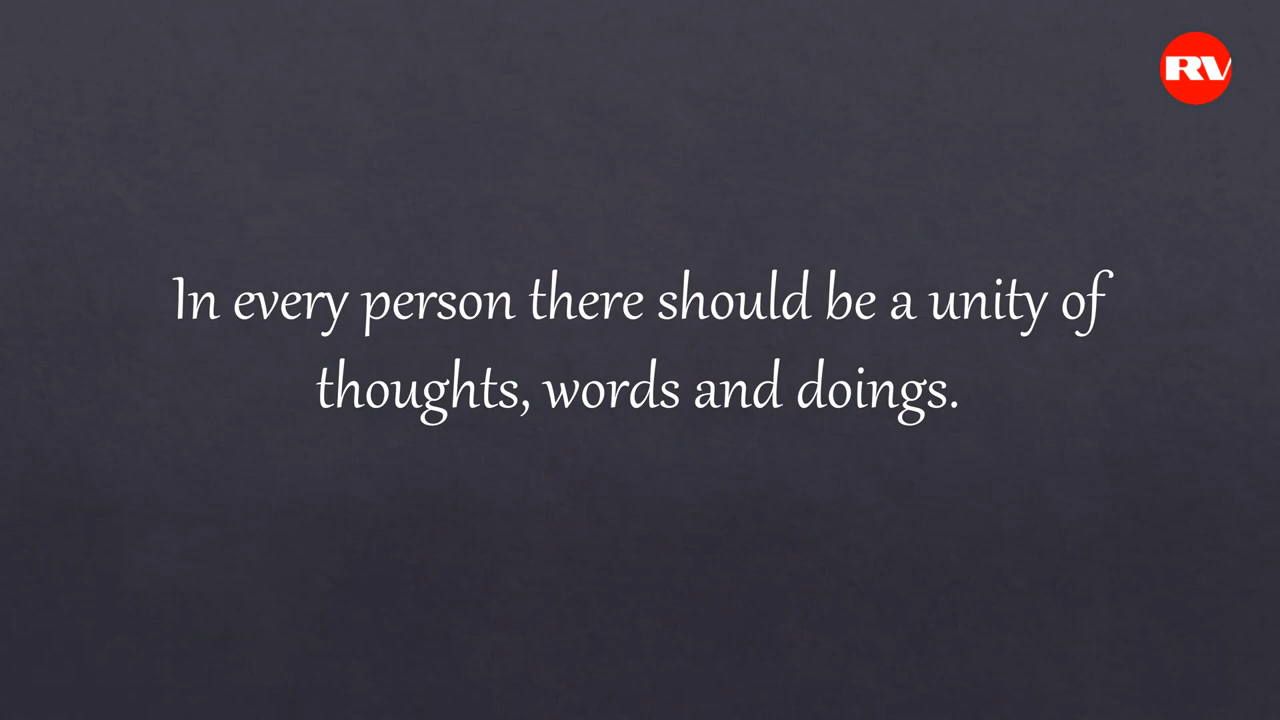 RV
In every person there should be a unity of
thoughts, words and doings.